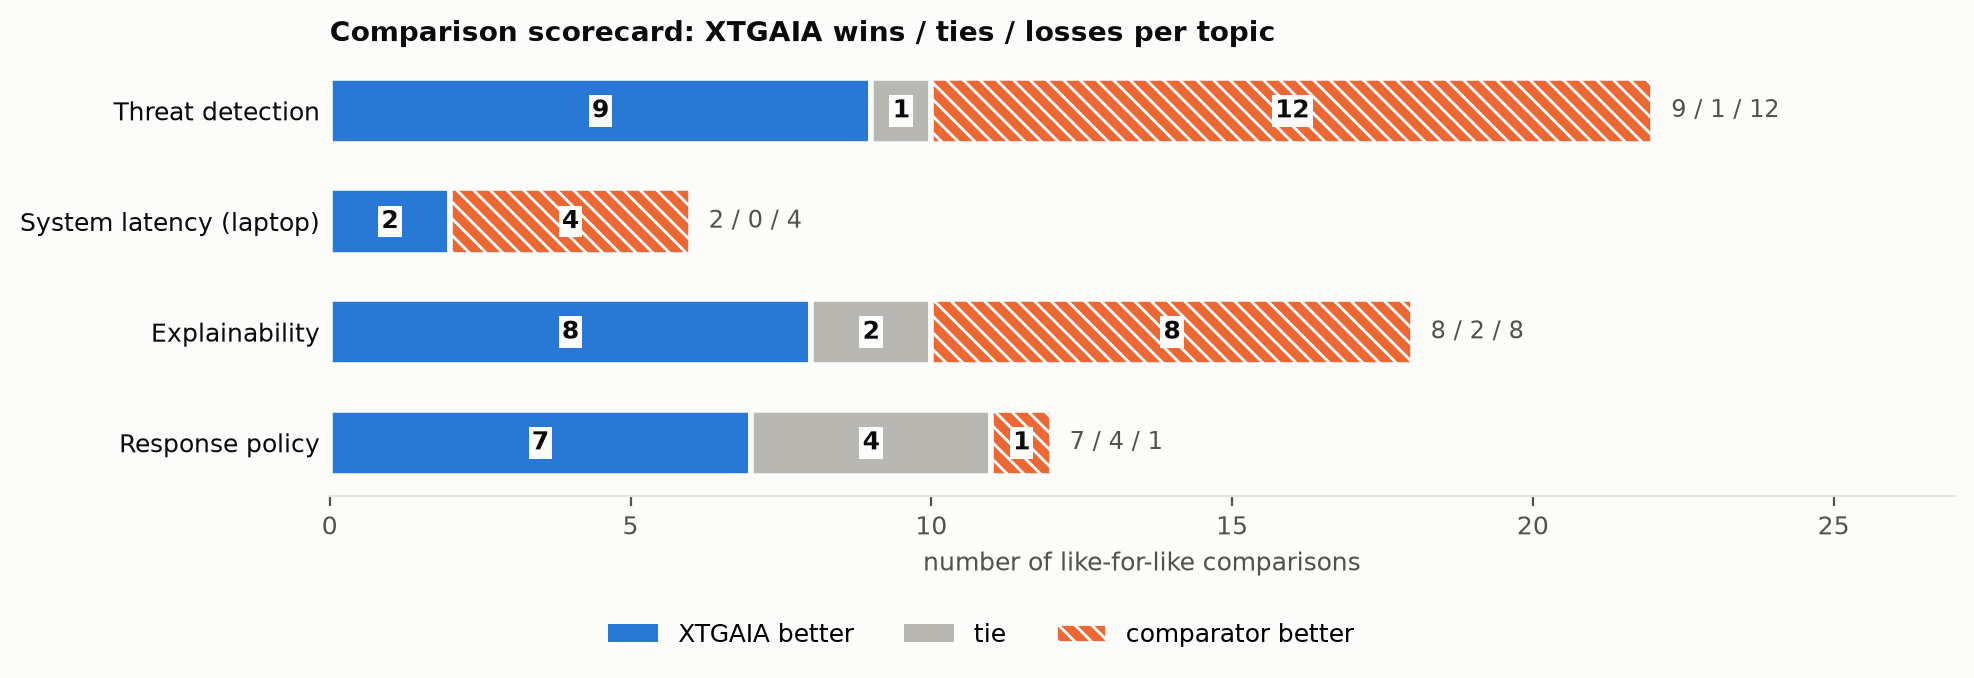 Comparison scorecard: XTGAIA wins / ties / losses per topic
Threat detection 9 1 12 9 / 1 / 12
System latency (laptop) 2 4 2 / 0 / 4
Explainability 8 2 8 8 / 2 / 8
Response policy 7 4 1 7 / 4 / 1
0 5 10 15 20 25
number of like-for-like comparisons
XTGAIA better tie comparator better